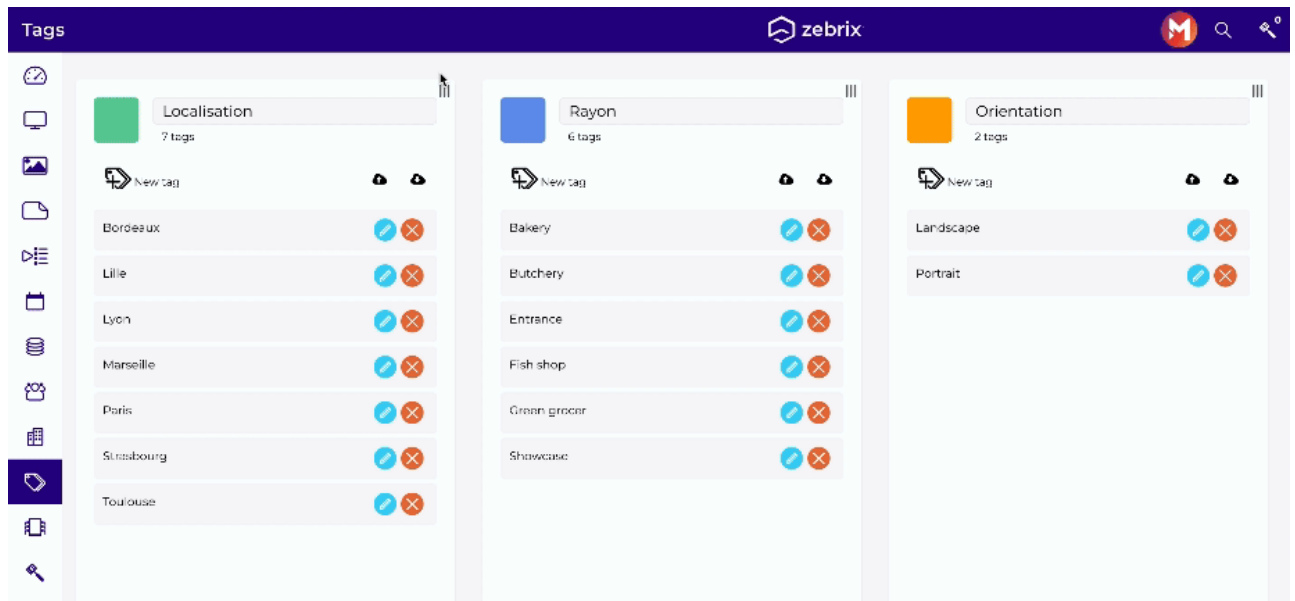 Tags
zebrix
Localisation
7 tags
New tag
Bordeaux
Lille
Lyon
Marseille
Paris
Strasbourg
Toulouse
Rayon
6 tags
New tag
Bakery
Butchery
Entrance
Fish shop
Green grocer
Showcase
Orientation
2 tags
New tag
Landscape
Portrait
M
0